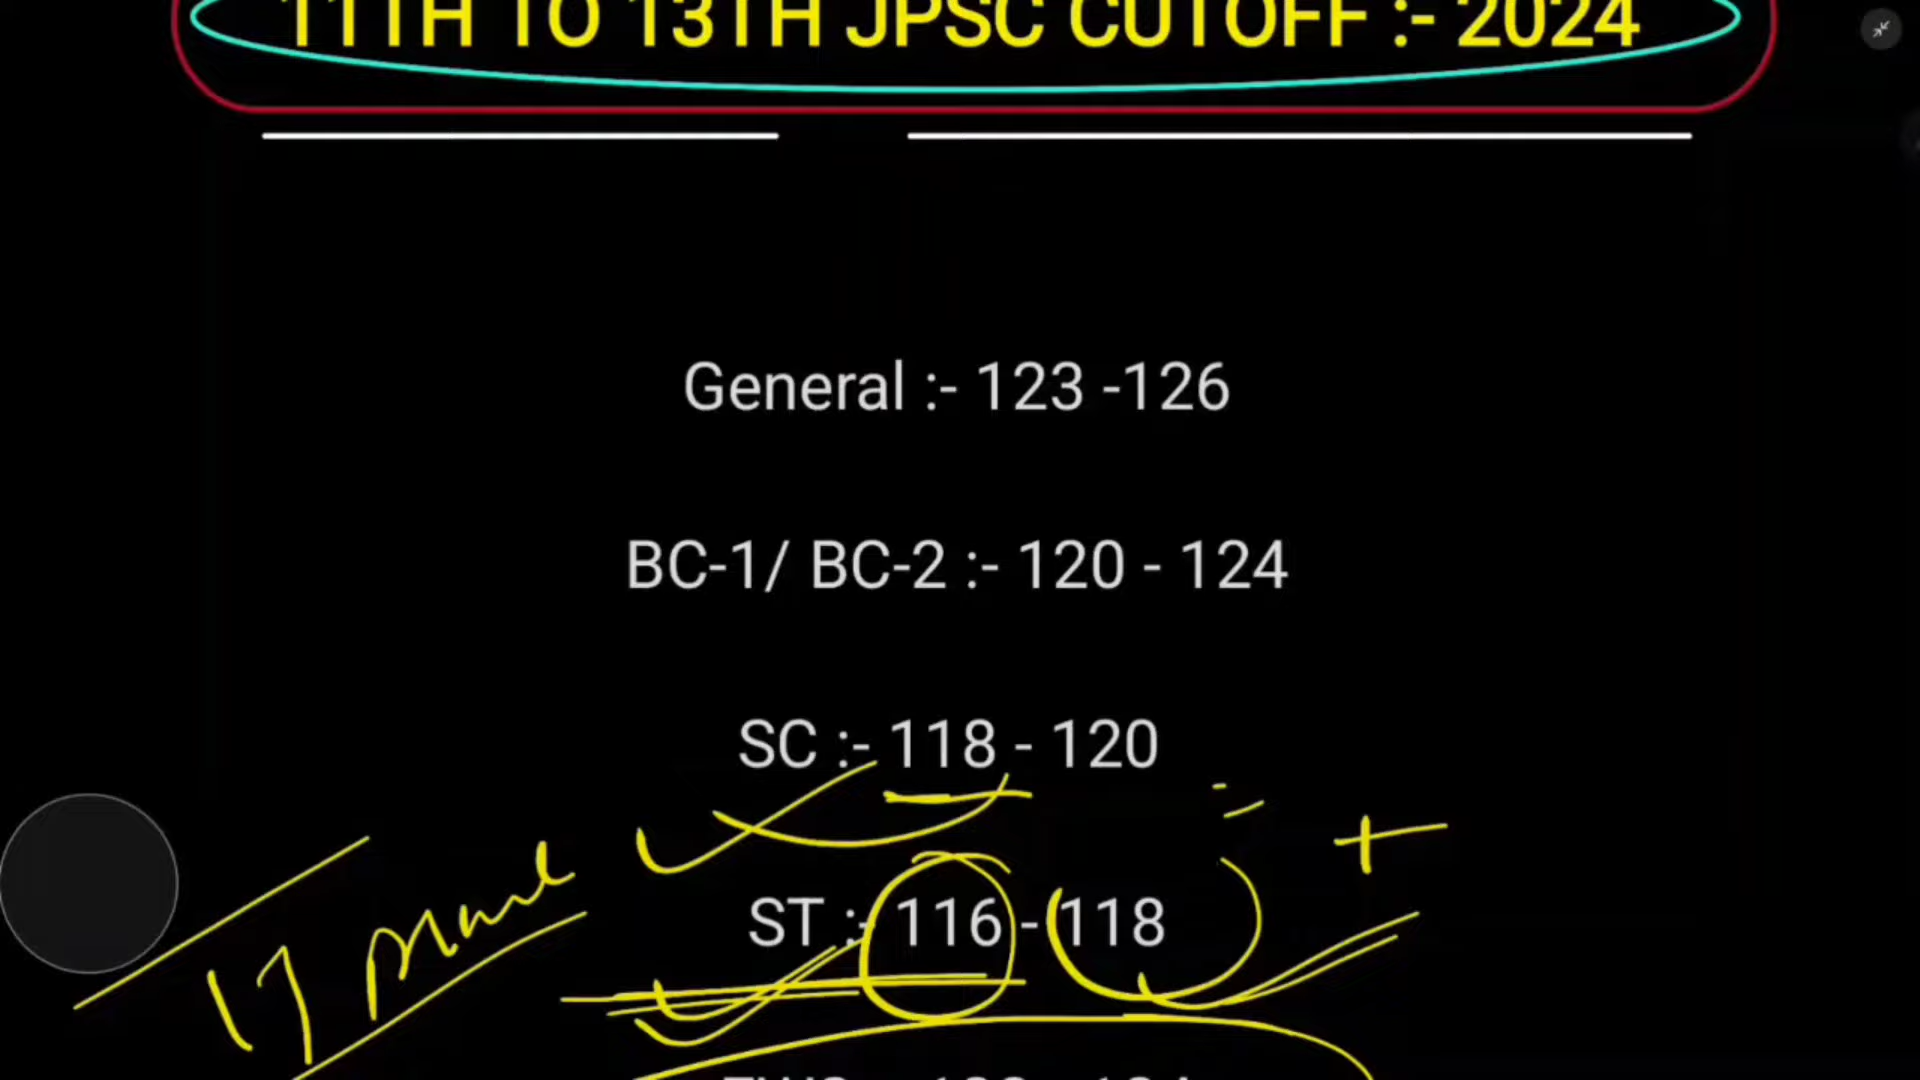 11TH TO 13TH JPSC CUTOFF :- 2024
General :- 123 -126
BC-1/ BC-2 :- 120 - 124
SC :- 118 - 120
+
ST :- 116 - 118
17